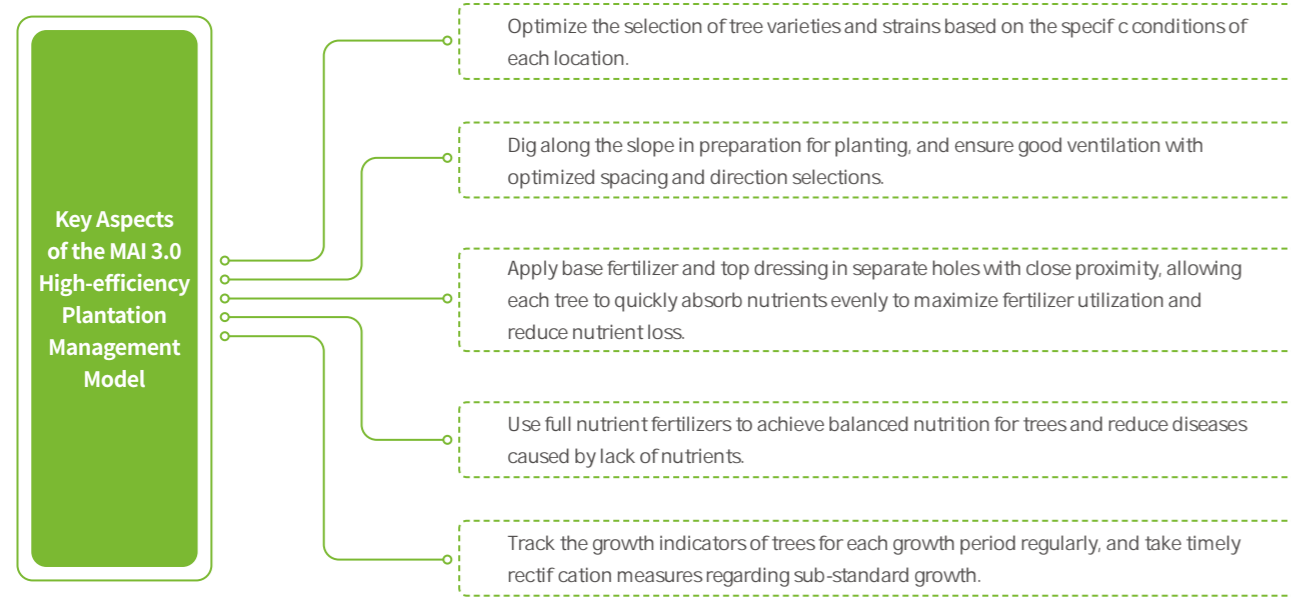 Key Aspects
of the MAI 3.0
High-efficiency
Plantation
Management
Model
Optimize the selection of tree varieties and strains based on the specif c conditions of
each location.
Dig along the slope in preparation for planting, and ensure good ventilation with
optimized spacing and direction selections.
Apply base fertilizer and top dressing in separate holes with close proximity, allowing
each tree to quickly absorb nutrients evenly to maximize fertilizer utilization and
reduce nutrient loss.
Use full nutrient fertilizers to achieve balanced nutrition for trees and reduce diseases
caused by lack of nutrients.
Track the growth indicators of trees for each growth period regularly, and take timely
rectif cation measures regarding sub-standard growth.